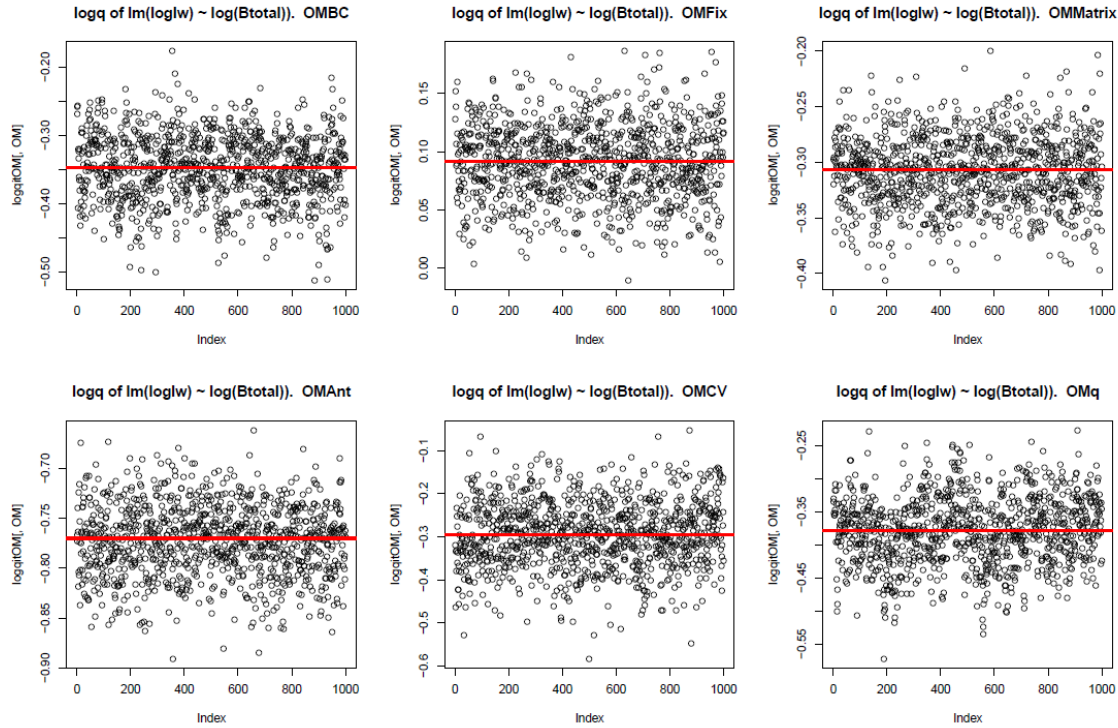 logq of lm(logIw) ~ log(Btotal)). OMBC
logqitOM[, OM]
-0.20
-0.30
-0.40
-0.50
0 200 400 600 800 1000
Index
logq of lm(logIw) ~ log(Btotal)). OMFix
logqitOM[, OM]
0.15
0.10
0.05
0.00
0 200 400 600 800 1000
Index
logq of lm(logIw) ~ log(Btotal)). OMMatrix
logqitOM[, OM]
-0.20
-0.25
-0.30
-0.35
-0.40
0 200 400 600 800 1000
Index
logq of lm(logIw) ~ log(Btotal)). OMAnt
logqitOM[, OM]
-0.70
-0.75
-0.80
-0.85
-0.90
0 200 400 600 800 1000
Index
logq of lm(logIw) ~ log(Btotal)). OMCV
logqitOM[, OM]
-0.1
-0.2
-0.3
-0.4
-0.5
-0.6
0 200 400 600 800 1000
Index
logq of lm(logIw) ~ log(Btotal)). OMq
logqitOM[, OM]
-0.25
-0.35
-0.45
-0.55
0 200 400 600 800 1000
Index